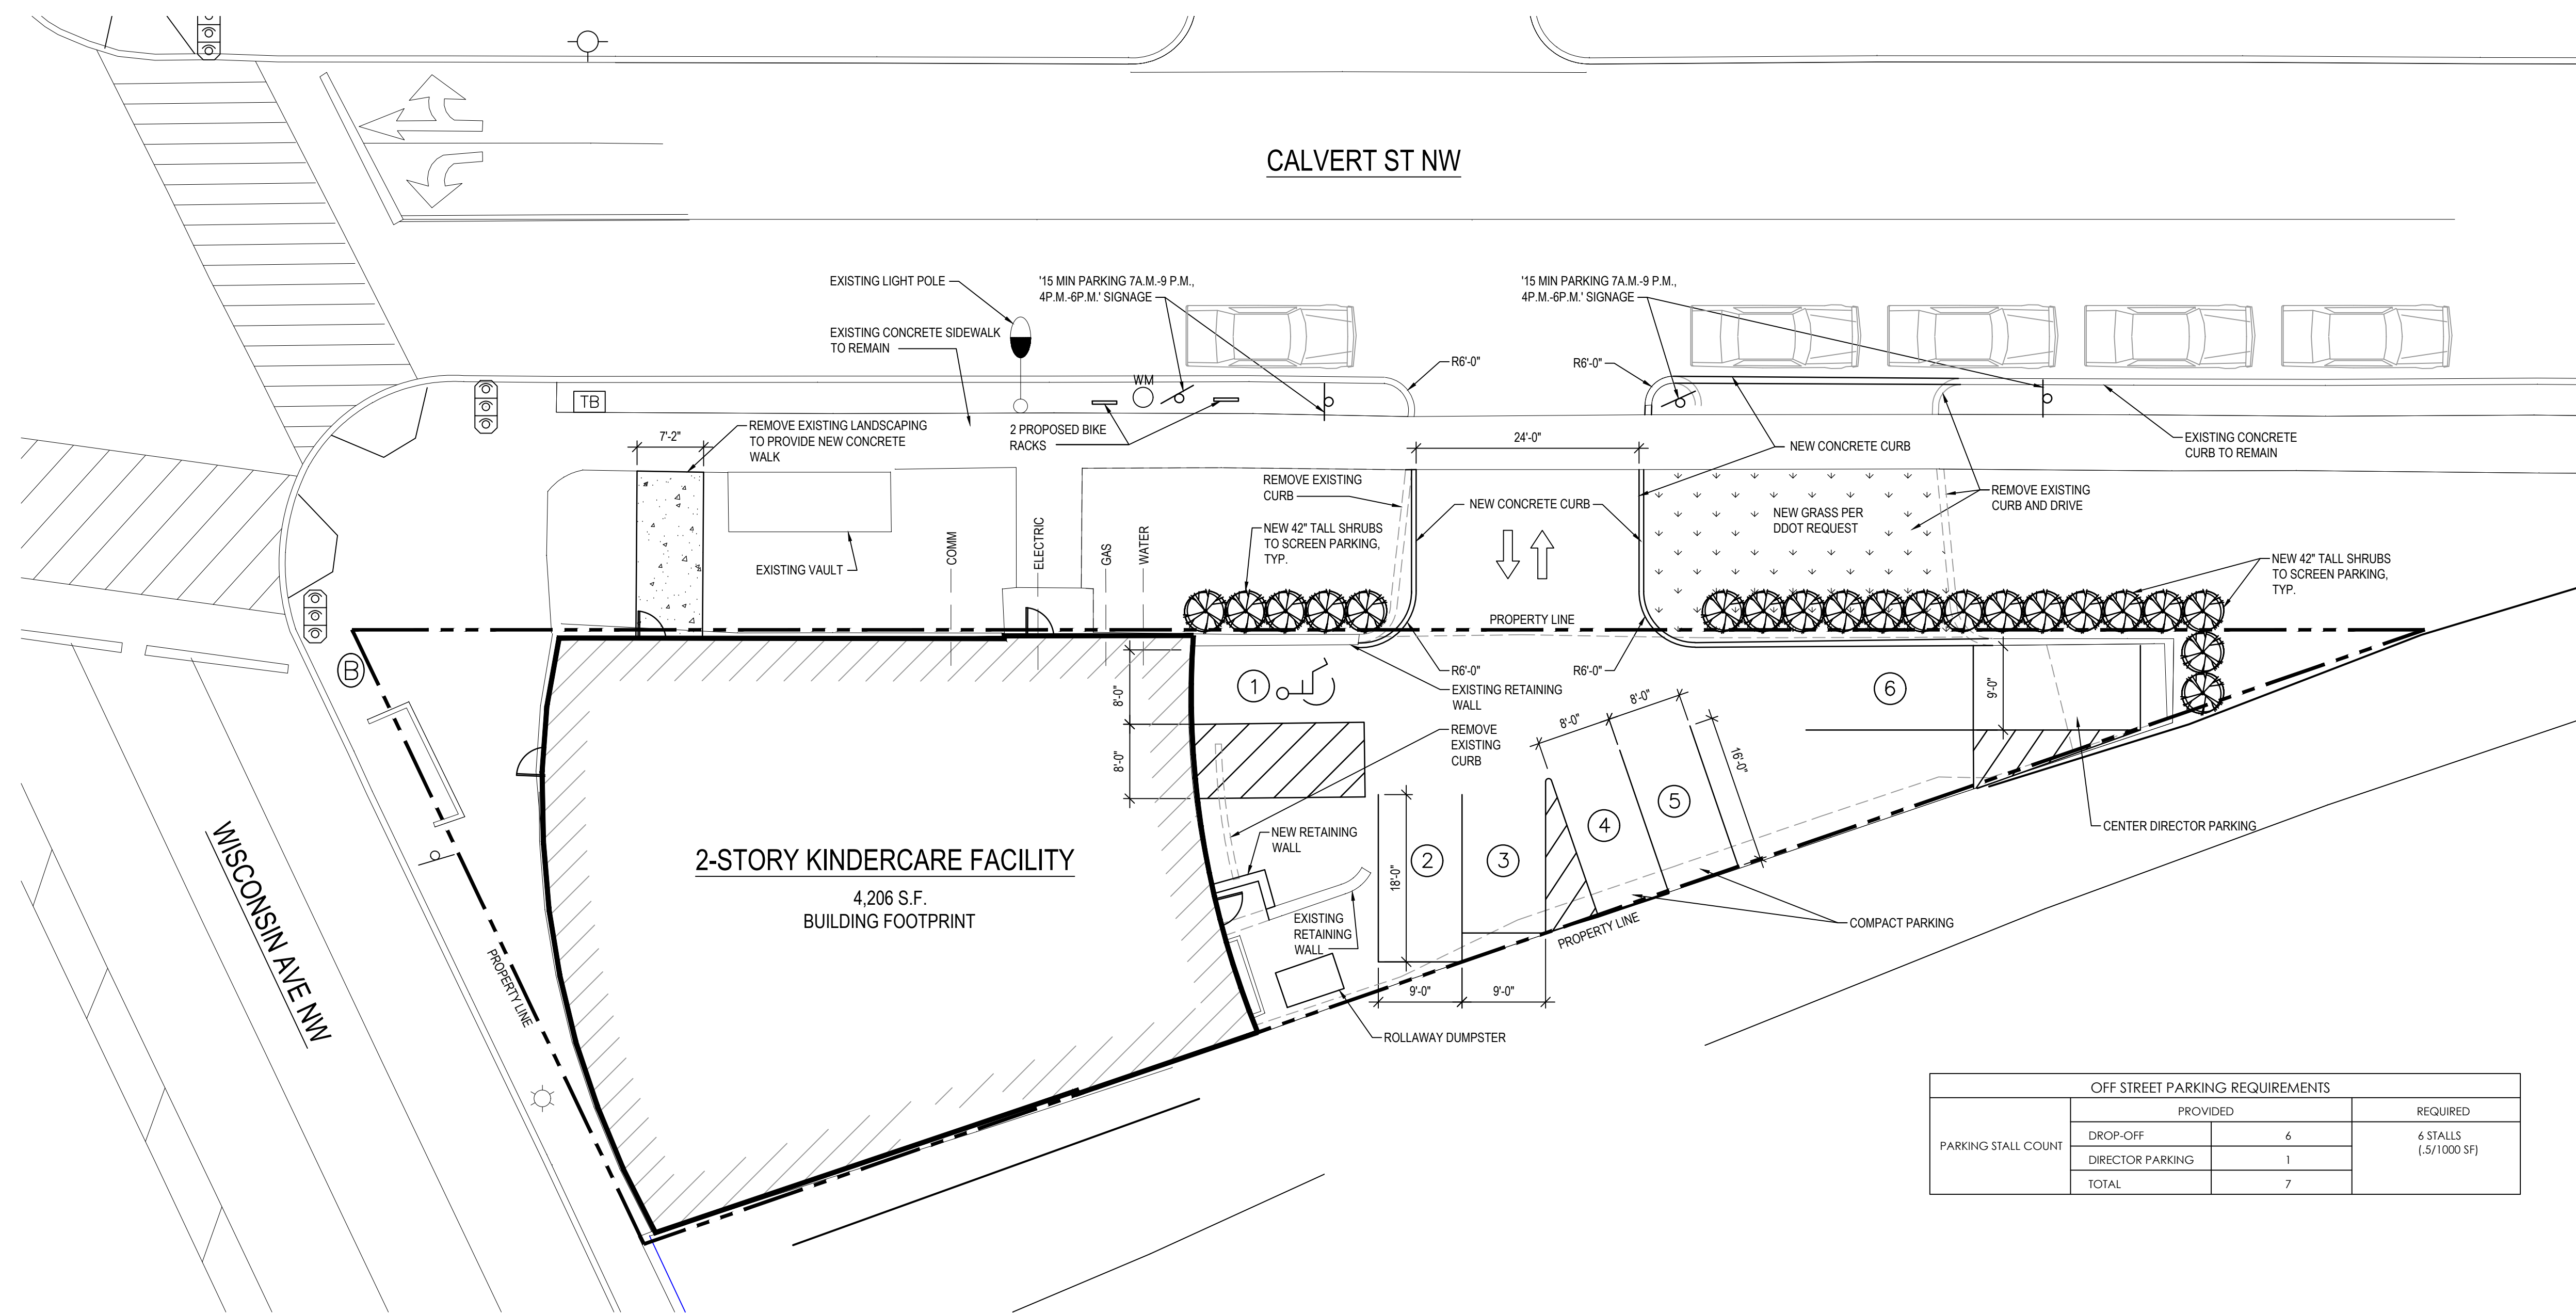 CALVERT ST NW
EXISTING LIGHT POLE
'15 MIN PARKING 7A.M.-9 P.M.,
4P.M.-6P.M.' SIGNAGE
'15 MIN PARKING 7A.M.-9 P.M.,
4P.M.-6P.M.' SIGNAGE
EXISTING CONCRETE SIDEWALK
TO REMAIN
R6'-0"
R6'-0"
WM
TB
7'-2"
REMOVE EXISTING LANDSCAPING
TO PROVIDE NEW CONCRETE
WALK
2 PROPOSED BIKE
RACKS
24'-0"
NEW CONCRETE CURB
EXISTING CONCRETE
CURB TO REMAIN
REMOVE EXISTING
CURB
NEW CONCRETE CURB
REMOVE EXISTING
CURB AND DRIVE
NEW GRASS PER
DDOT REQUEST
NEW 42" TALL SHRUBS
TO SCREEN PARKING,
TYP.
NEW 42" TALL SHRUBS
TO SCREEN PARKING,
TYP.
EXISTING VAULT
COMM
ELECTRIC
GAS
WATER
PROPERTY LINE
B
R6'-0"
R6'-0"
1
6
8'-0"
8'-0"
9'-0"
EXISTING RETAINING
WALL
REMOVE
EXISTING
CURB
8'-0"
8'-0"
16'-0"
NEW RETAINING
WALL
2
3
4
5
18'-0"
CENTER DIRECTOR PARKING
COMPACT PARKING
2-STORY KINDERCARE FACILITY
4,206 S.F.
BUILDING FOOTPRINT
EXISTING
RETAINING
WALL
PROPERTY LINE
9'-0"
9'-0"
ROLLAWAY DUMPSTER
WISCONSIN AVE NW
PROPERTY LINE
OFF STREET PARKING REQUIREMENTS
PROVIDED
REQUIRED
PARKING STALL COUNT
DROP-OFF 6
6 STALLS
(.5/1000 SF)
DIRECTOR PARKING 1
TOTAL 7